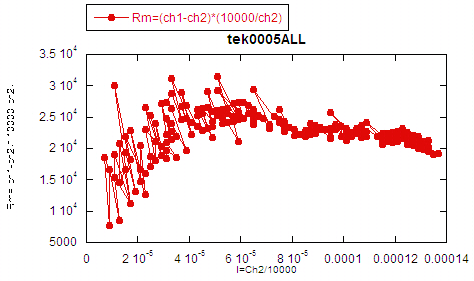 Rm=(ch1-ch2)*(10000/ch2)
tek0005ALL
3.5 10⁴
3 10⁴
2.5 10⁴
2 10⁴
1.5 10⁴
1 10⁴
5000
0 2 10⁻⁵ 4 10⁻⁵ 6 10⁻⁵ 8 10⁻⁵ 0.0001 0.00012 0.00014
I=Ch2/10000